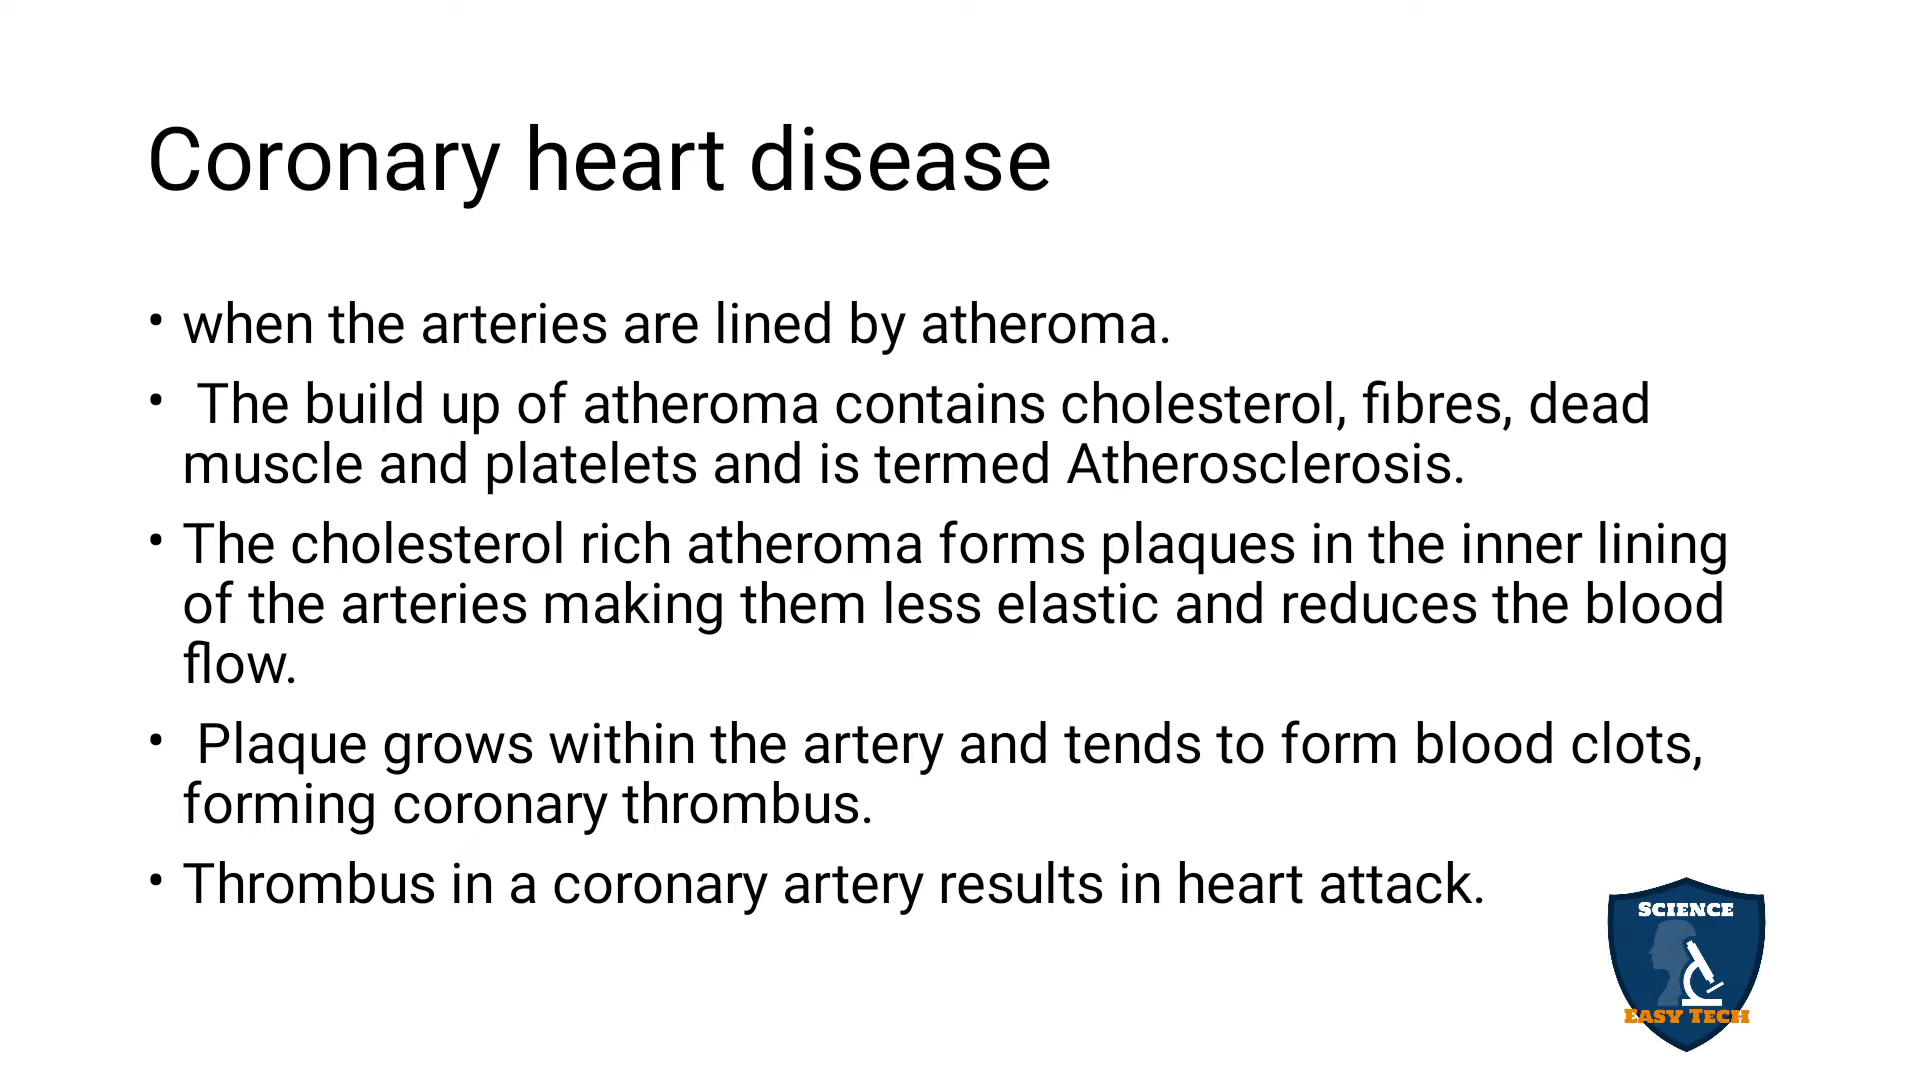 Coronary heart disease
• when the arteries are lined by atheroma.
• The build up of atheroma contains cholesterol, fibres, dead
muscle and platelets and is termed Atherosclerosis.
• The cholesterol rich atheroma forms plaques in the inner lining
of the arteries making them less elastic and reduces the blood
flow.
• Plaque grows within the artery and tends to form blood clots,
forming coronary thrombus.
• Thrombus in a coronary artery results in heart attack.
SCIENCE
EASY TECH